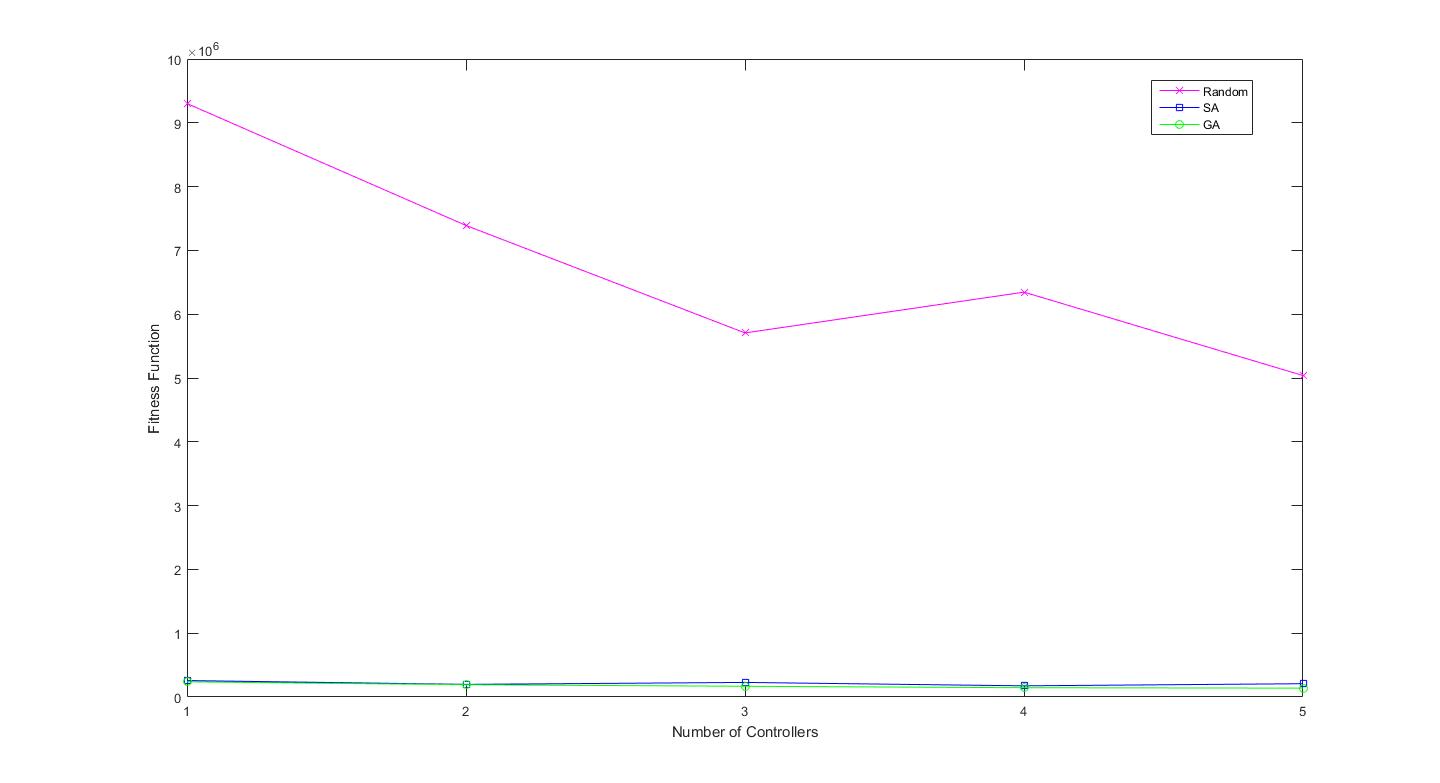 ×10⁶
10
9
8
7
6
5
4
3
2
1
0
Fitness Function
Random
SA
GA
1 2 3 4 5
Number of Controllers